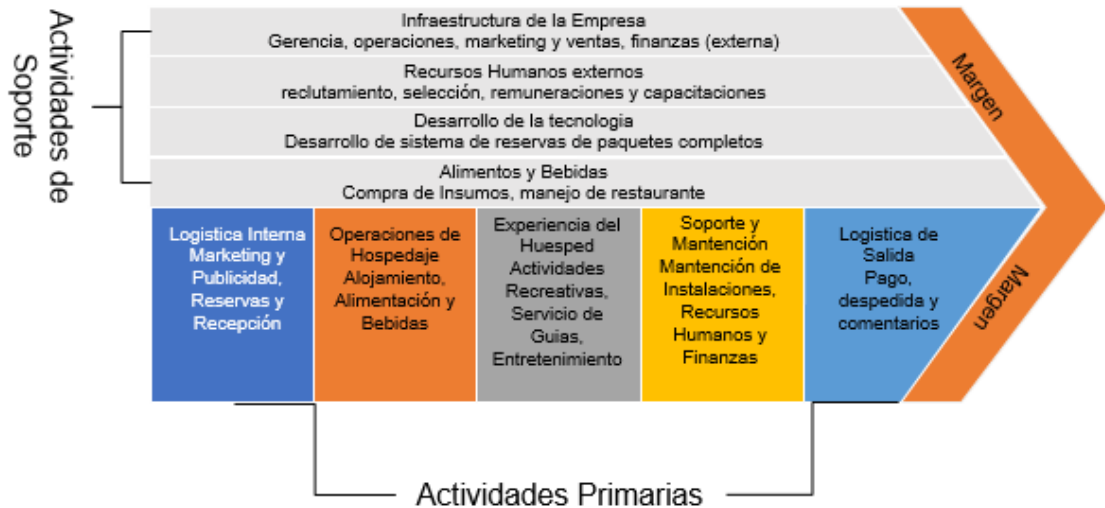 Actividades de
Soporte
Infraestructura de la Empresa
Gerencia, operaciones, marketing y ventas, finanzas (externa)
Recursos Humanos externos
reclutamiento, selección, remuneraciones y capacitaciones
Desarrollo de la tecnologia
Desarrollo de sistema de reservas de paquetes completos
Alimentos y Bebidas
Compra de Insumos, manejo de restaurante
Margen
Logistica Interna
Marketing y
Publicidad,
Reservas y
Recepción
Operaciones de
Hospedaje
Alojamiento,
Alimentación y
Bebidas
Experiencia del
Huesped
Actividades
Recreativas,
Servicio de
Guias,
Entretenimiento
Soporte y
Mantención
Mantención de
Instalaciones,
Recursos
Humanos y
Finanzas
Logistica de
Salida
Pago,
despedida y
comentarios
Margen
Actividades Primarias